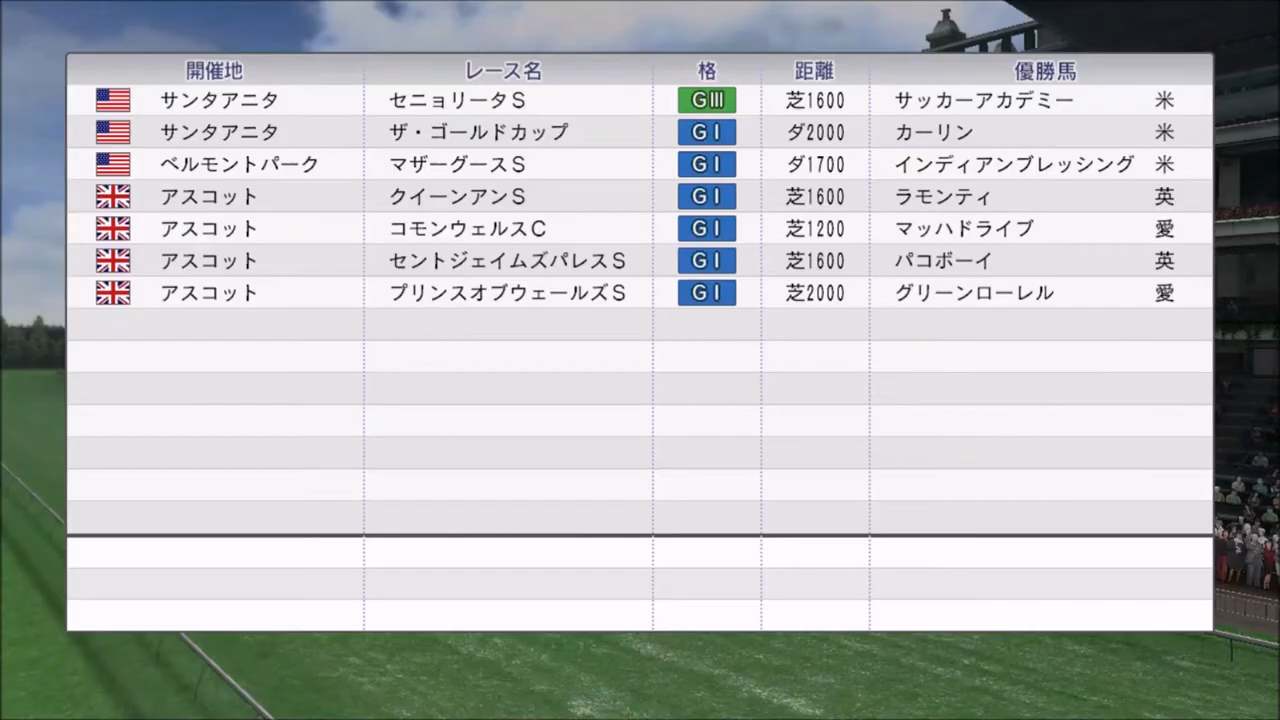 開催地 レース名 格 距離 優勝馬
サンタアニタ セニョリータS GⅢ 芝1600 サッカーアカデミー 米
サンタアニタ ザ・ゴールドカップ GⅠ ダ2000 カーリン 米
ベルモントパーク マザーグースS GⅠ ダ1700 インディアンブレッシング 米
アスコット クイーンアンS GⅠ 芝1600 ラモンティ 英
アスコット コモンウェルスC GⅠ 芝1200 マッハドライブ 愛
アスコット セントジェイムズパレスS GⅠ 芝1600 パコボーイ 英
アスコット プリンスオブウェールズS GⅠ 芝2000 グリーンローレル 愛